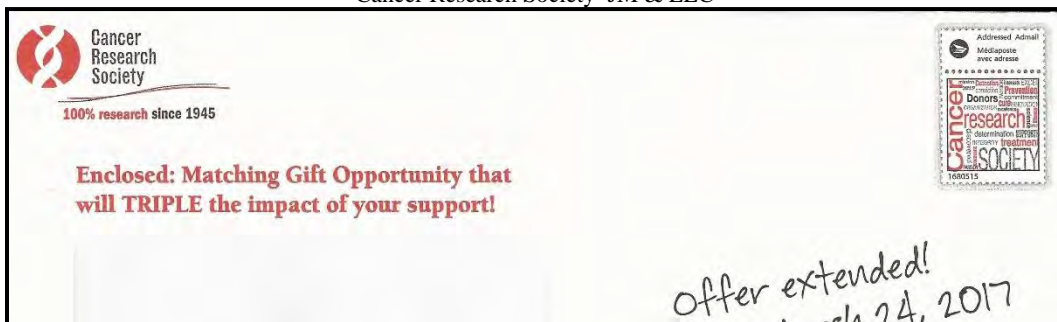 Cancer Research Society JM & LLC
Cancer
Research
Society
100% research since 1945
Addressed Admail
Médiaposte
avec adresse
Prevention
Donors commitment
Cancer
research
determination
treatment
SOCIETY
1680515
Enclosed: Matching Gift Opportunity that
will TRIPLE the impact of your support!
Offer extended!
24, 2017